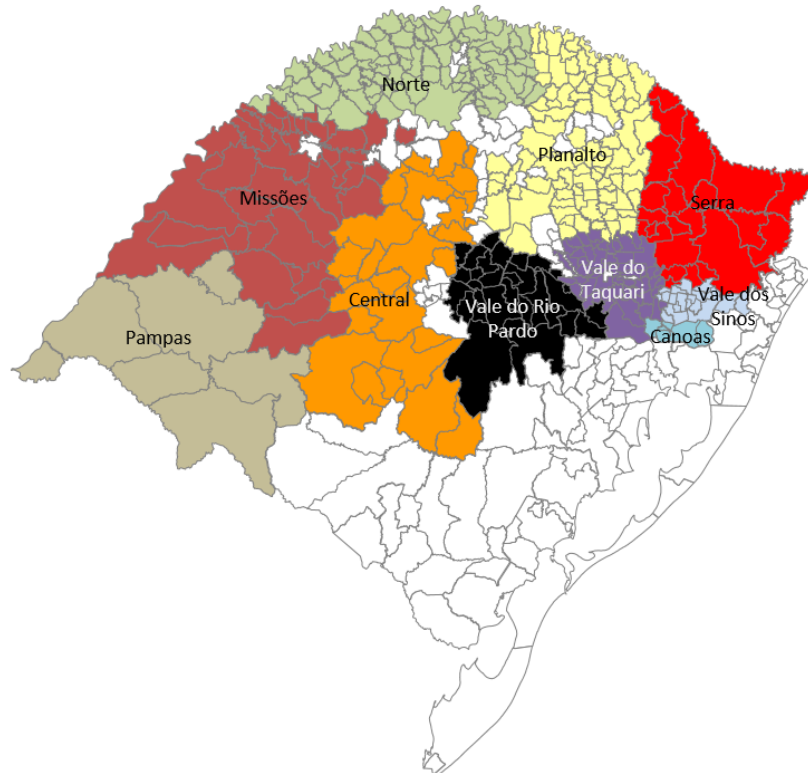 Norte
Planalto
Missões
Serra
Vale do
Taquari
Central
Vale do Rio
Pardo
Vale dos
Sinos
Pampas
Canoas